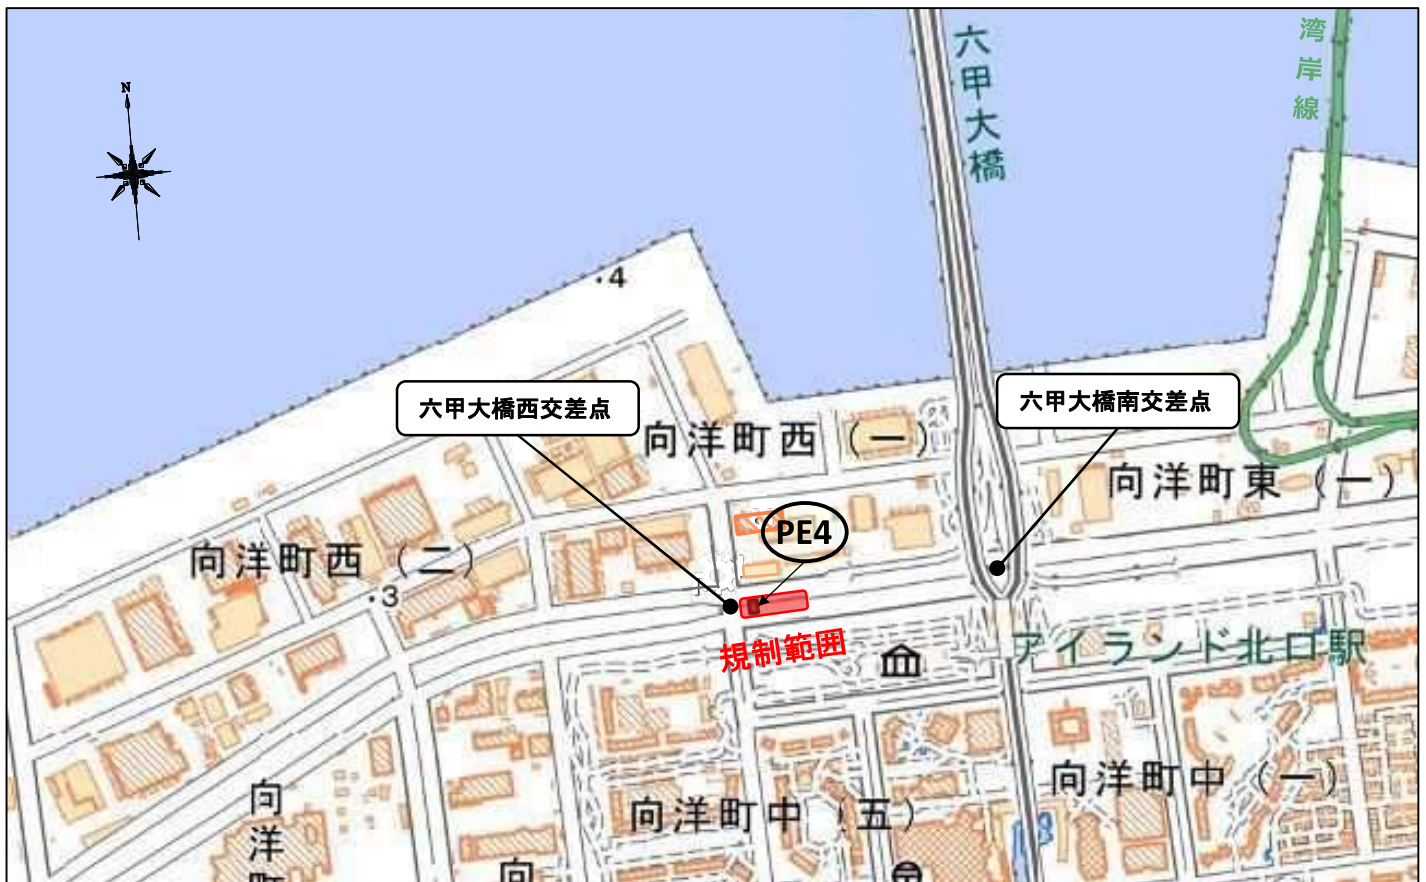 N
六甲大橋
湾岸線
・4
六甲大橋西交差点
六甲大橋南交差点
向洋町西（一）
向洋町東（一）
PE4
向洋町西（二）
・3
規制範囲
アイランド北口駅
向洋町中（一）
向洋町中（五）
向洋町
向